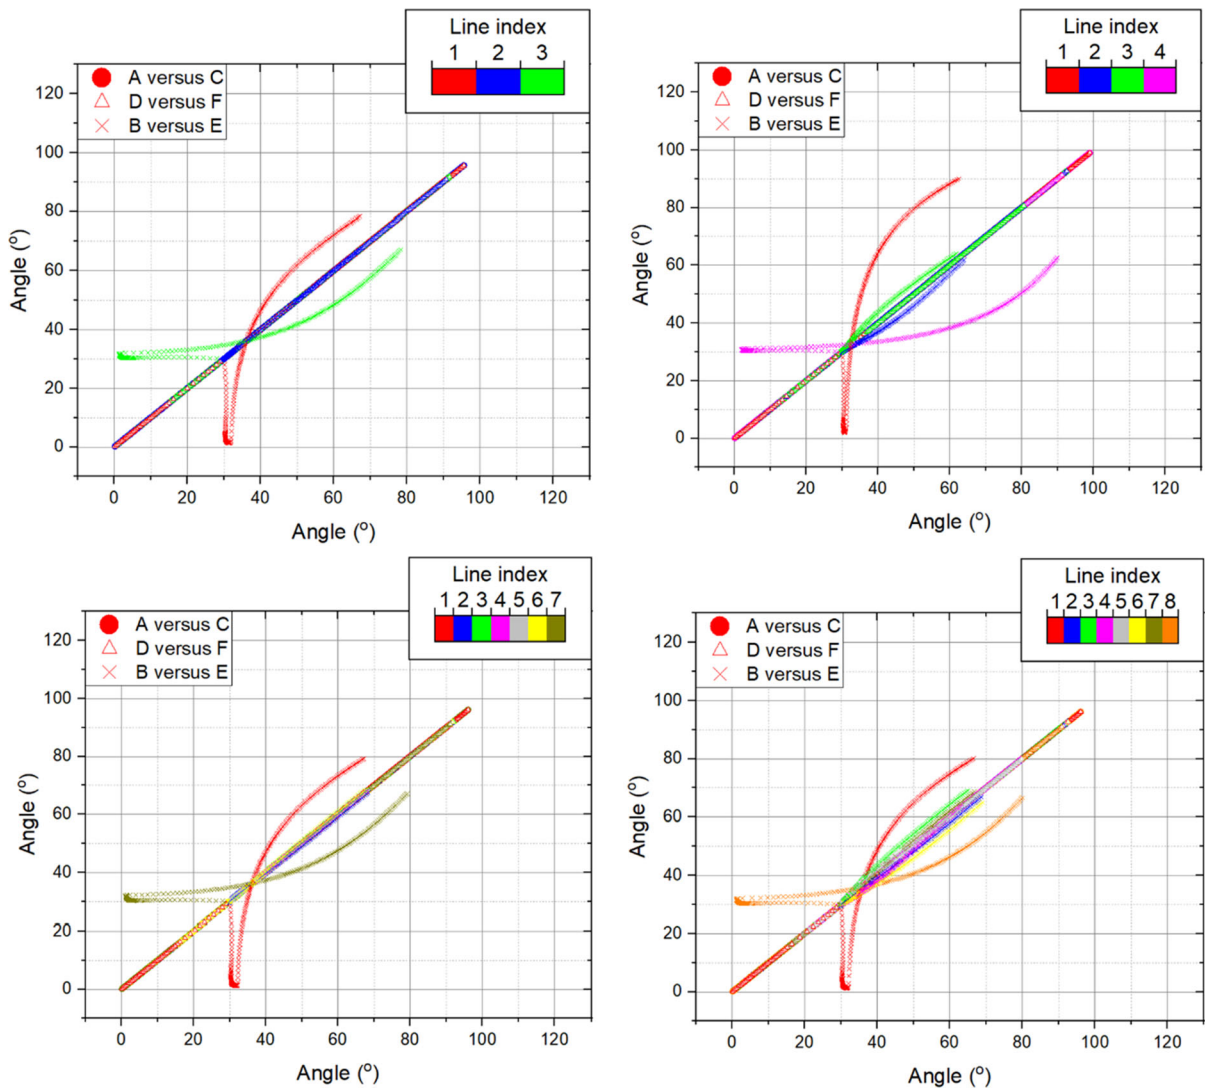 Line index
1 2 3
A versus C
D versus F
B versus E
120
100
80
60
40
20
0
Angle (°)
0 20 40 60 80 100 120
Angle (°)
Line index
1 2 3 4
A versus C
D versus F
B versus E
120
100
80
60
40
20
0
Angle (°)
0 20 40 60 80 100 120
Angle (°)
Line index
1 2 3 4 5 6 7
A versus C
D versus F
B versus E
120
100
80
60
40
20
0
Angle (°)
0 20 40 60 80 100 120
Angle (°)
Line index
1 2 3 4 5 6 7 8
A versus C
D versus F
B versus E
120
100
80
60
40
20
0
Angle (°)
0 20 40 60 80 100 120
Angle (°)